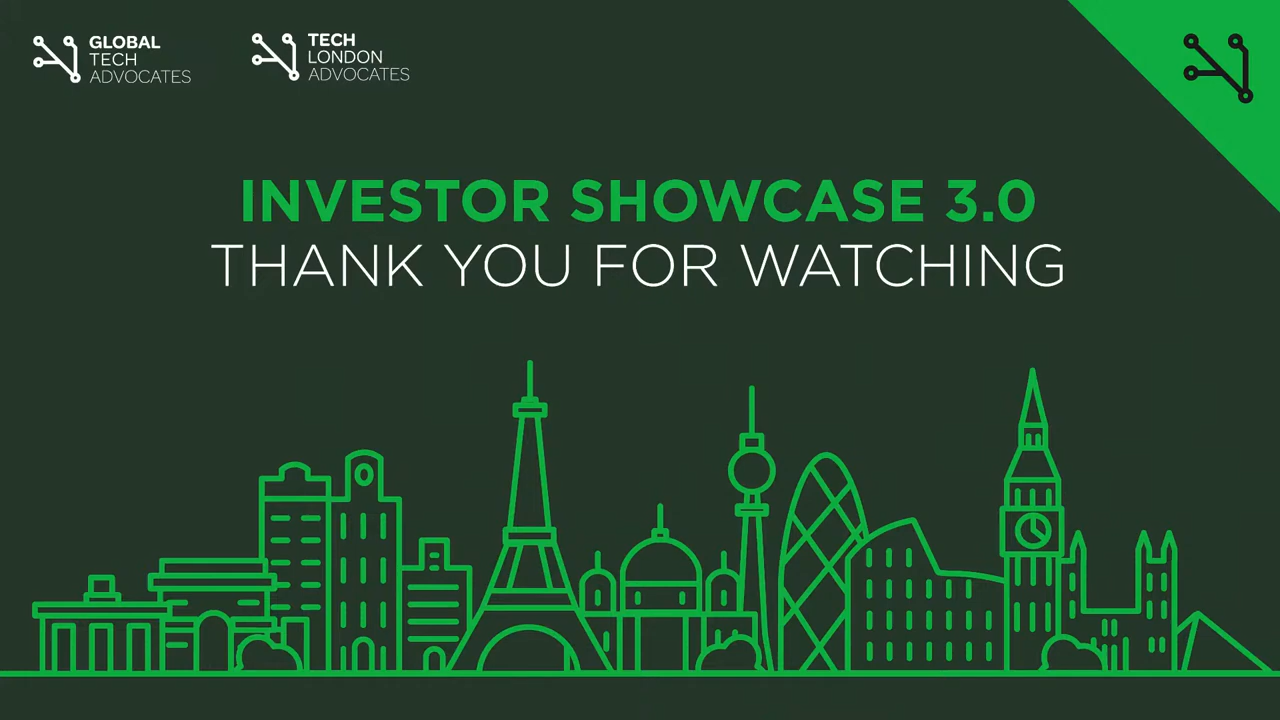 GLOBAL
TECH
ADVOCATES
TECH
LONDON
ADVOCATES
INVESTOR SHOWCASE 3.0
THANK YOU FOR WATCHING